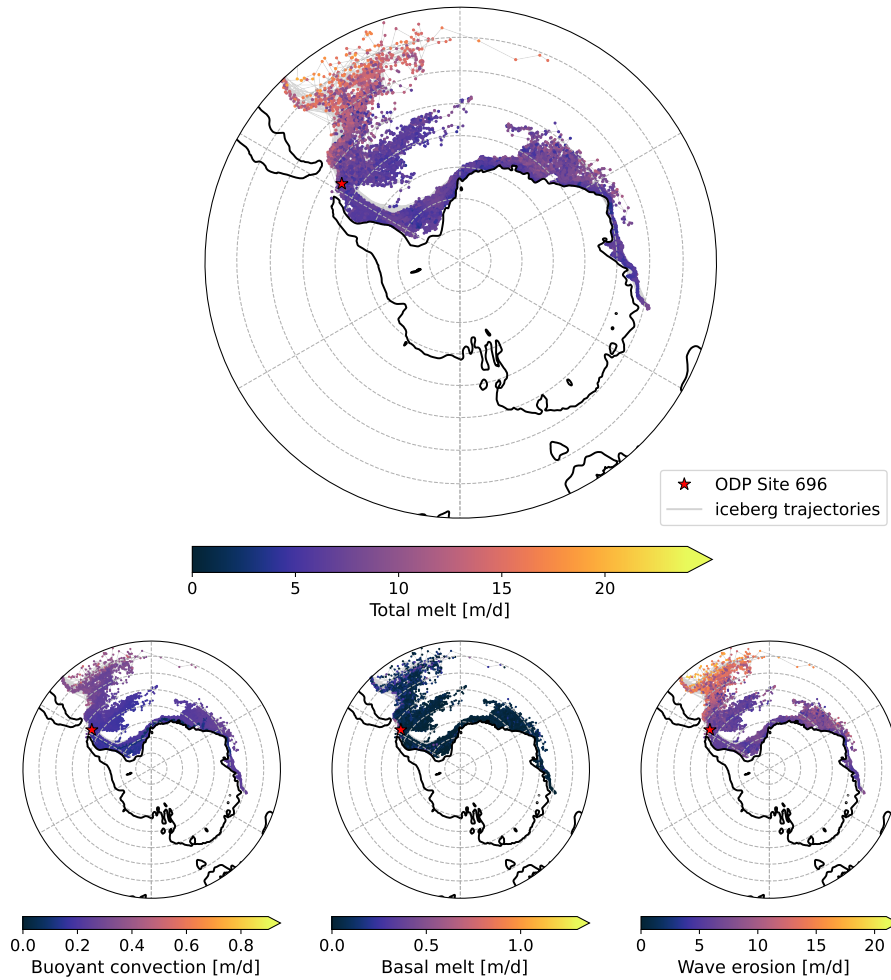 ODP Site 696
iceberg trajectories
0 5 10 15 20
Total melt [m/d]
0.0 0.2 0.4 0.6 0.8
Buoyant convection [m/d]
0.0 0.5 1.0
Basal melt [m/d]
0 5 10 15 20
Wave erosion [m/d]